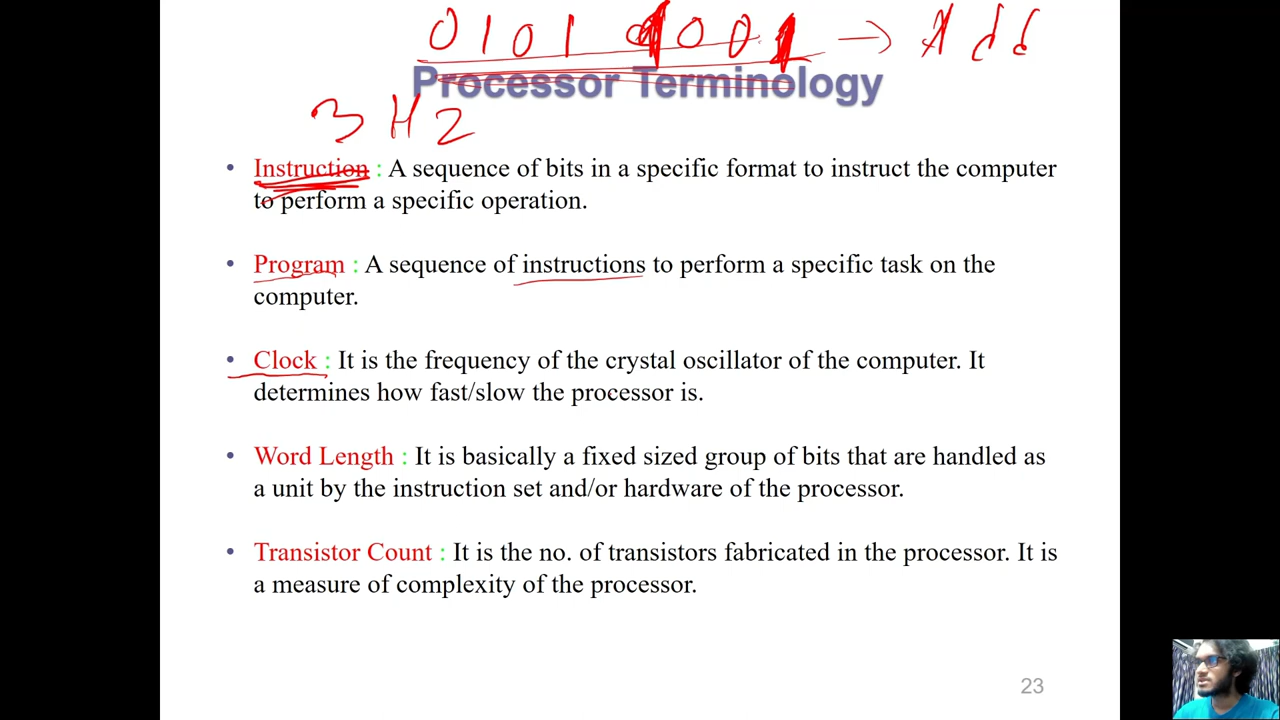 0101 1001 → Add
Processor Terminology
3 Hz
• Instruction : A sequence of bits in a specific format to instruct the computer
to perform a specific operation.
• Program : A sequence of instructions to perform a specific task on the
computer.
• Clock : It is the frequency of the crystal oscillator of the computer. It
determines how fast/slow the processor is.
• Word Length : It is basically a fixed sized group of bits that are handled as
a unit by the instruction set and/or hardware of the processor.
• Transistor Count : It is the no. of transistors fabricated in the processor. It is
a measure of complexity of the processor.
23